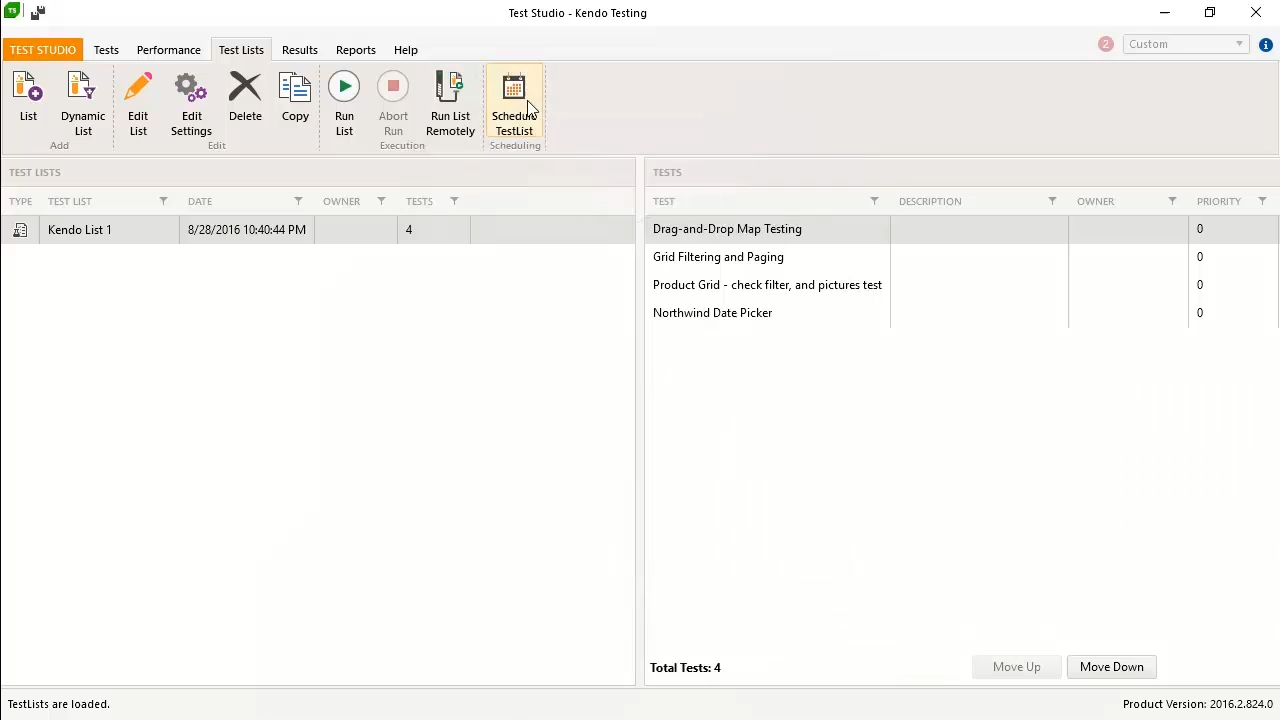 TS
Test Studio - Kendo Testing
TEST STUDIO Tests Performance Test Lists Results Reports Help 2 Custom
List Dynamic List Edit List Edit Settings Delete Copy Run List Abort Run Run List Remotely Schedule TestList
Add Edit Execution Scheduling
TEST LISTS
TYPE TEST LIST DATE OWNER TESTS
Kendo List 1 8/28/2016 10:40:44 PM 4
TESTS
TEST DESCRIPTION OWNER PRIORITY
Drag-and-Drop Map Testing 0
Grid Filtering and Paging 0
Product Grid - check filter, and pictures test 0
Northwind Date Picker 0
Total Tests: 4 Move Up Move Down
TestLists are loaded. Product Version: 2016.2.824.0